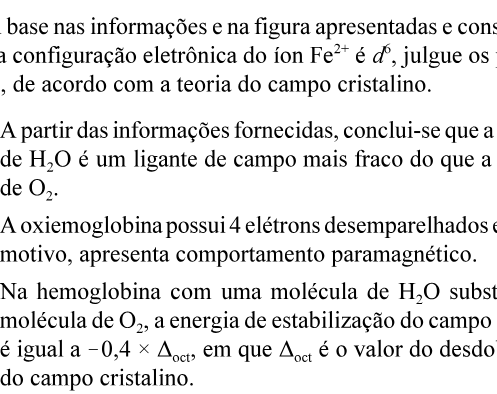 base nas informações e na figura apresentadas e cons
a configuração eletrônica do íon Fe²⁺ é d⁶, julgue os
, de acordo com a teoria do campo cristalino.
A partir das informações fornecidas, conclui-se que a
de H₂O é um ligante de campo mais fraco do que a
de O₂.
A oxiemoglobina possui 4 elétrons desemparelhados e
motivo, apresenta comportamento paramagnético.
Na hemoglobina com uma molécula de H₂O subst
molécula de O₂, a energia de estabilização do campo
é igual a −0,4 × Δoct, em que Δoct é o valor do desdo
do campo cristalino.